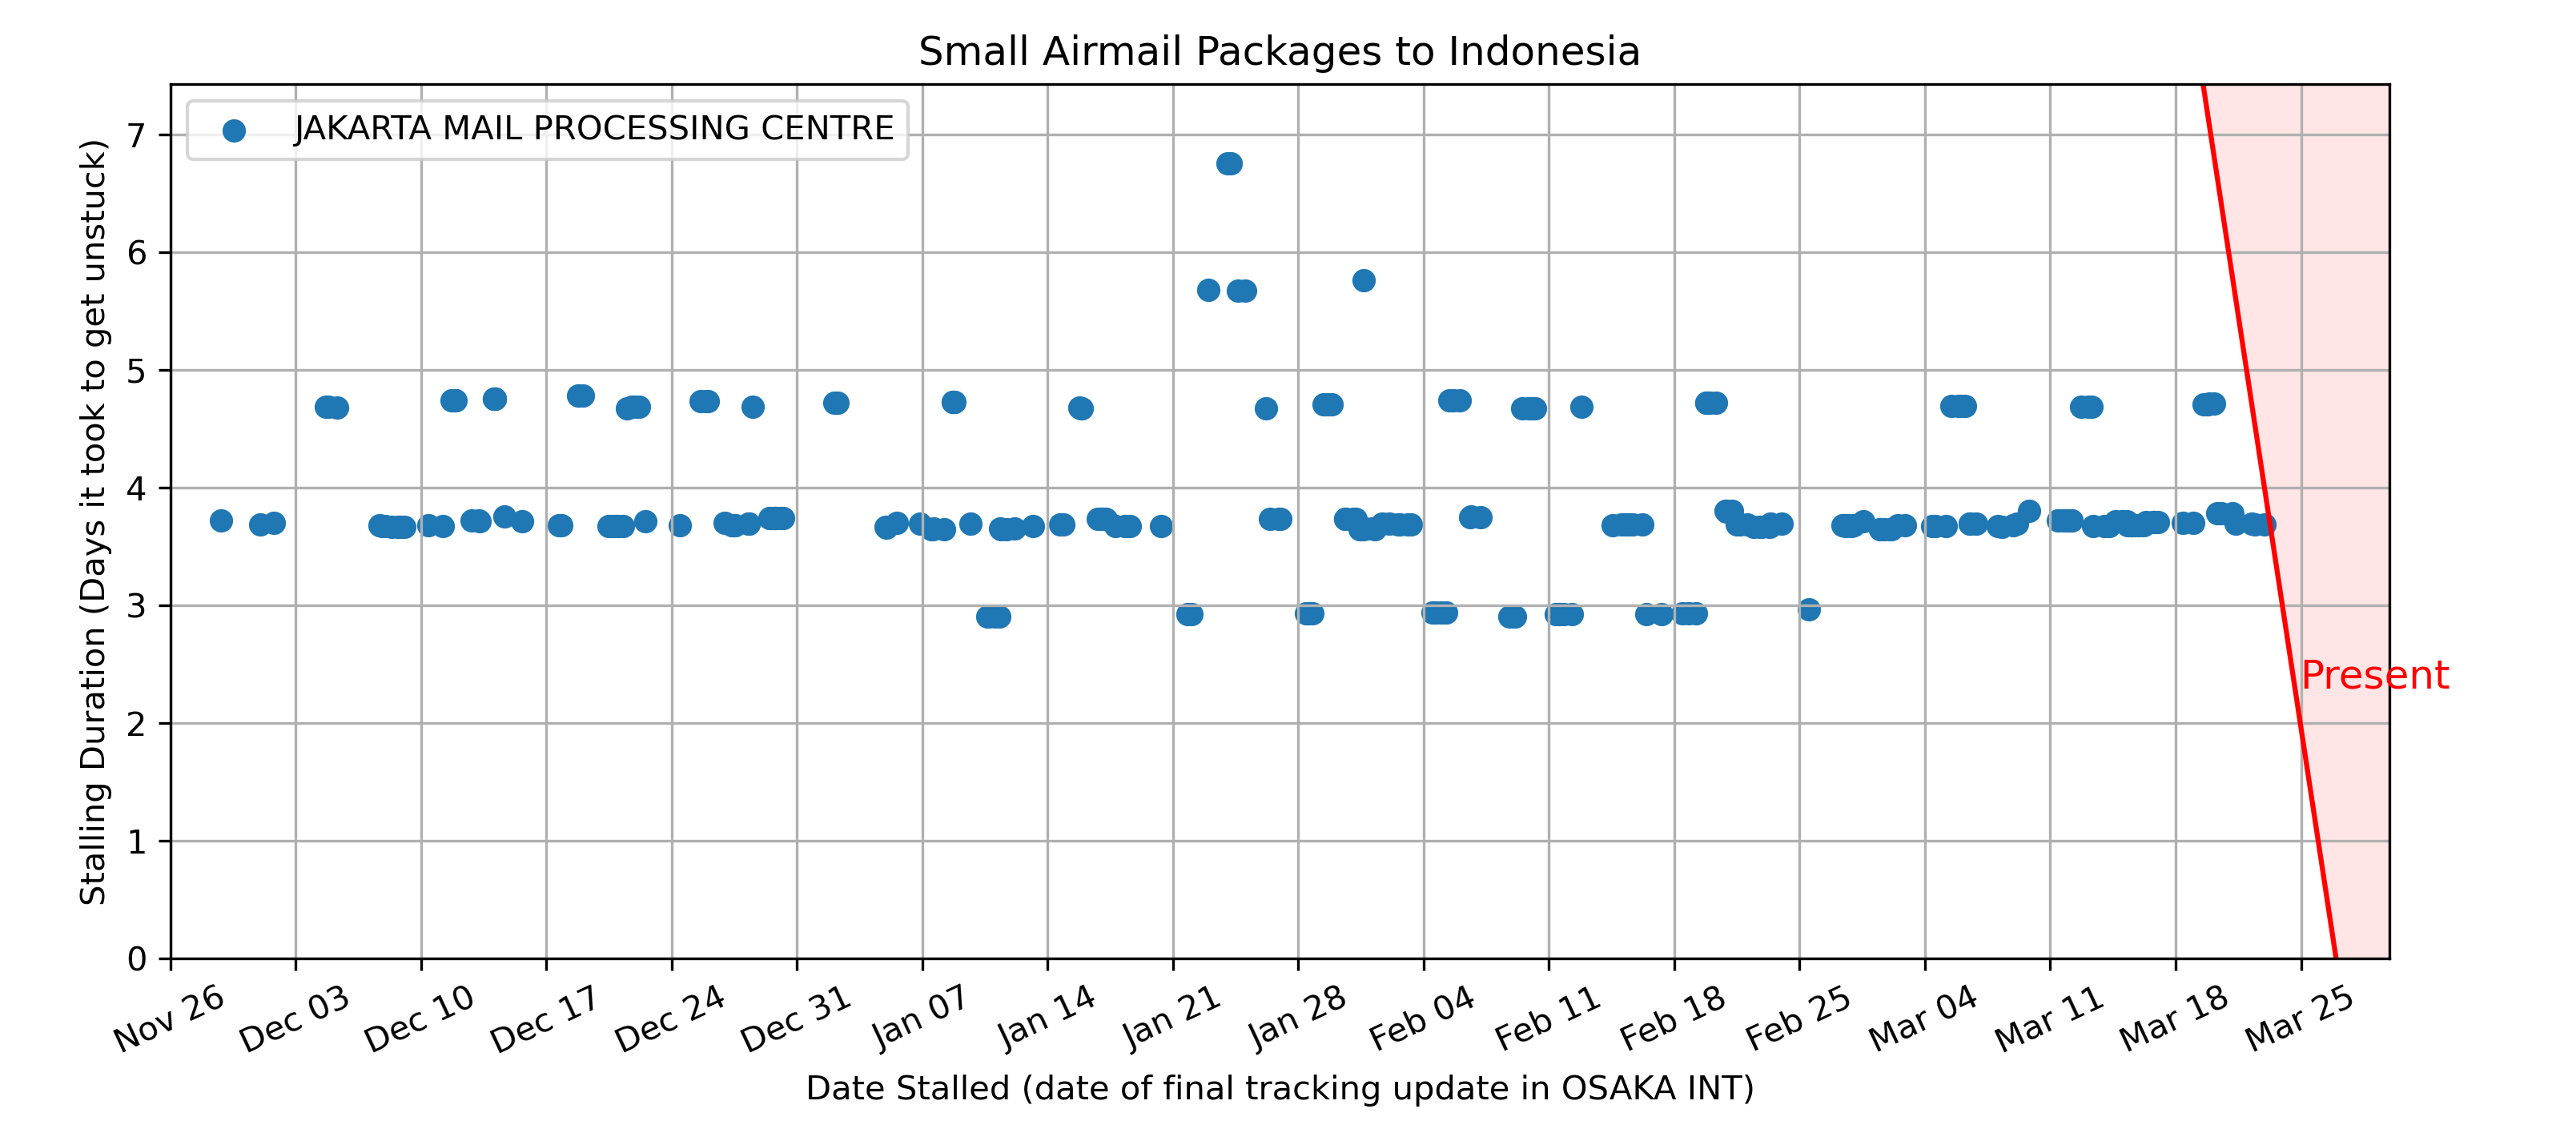 Small Airmail Packages to Indonesia
JAKARTA MAIL PROCESSING CENTRE
Stalling Duration (Days it took to get unstuck)
7
6
5
4
3
2
1
0
Present
Nov 26
Dec 03
Dec 10
Dec 17
Dec 24
Dec 31
Jan 07
Jan 14
Jan 21
Jan 28
Feb 04
Feb 11
Feb 18
Feb 25
Mar 04
Mar 11
Mar 18
Mar 25
Date Stalled (date of final tracking update in OSAKA INT)